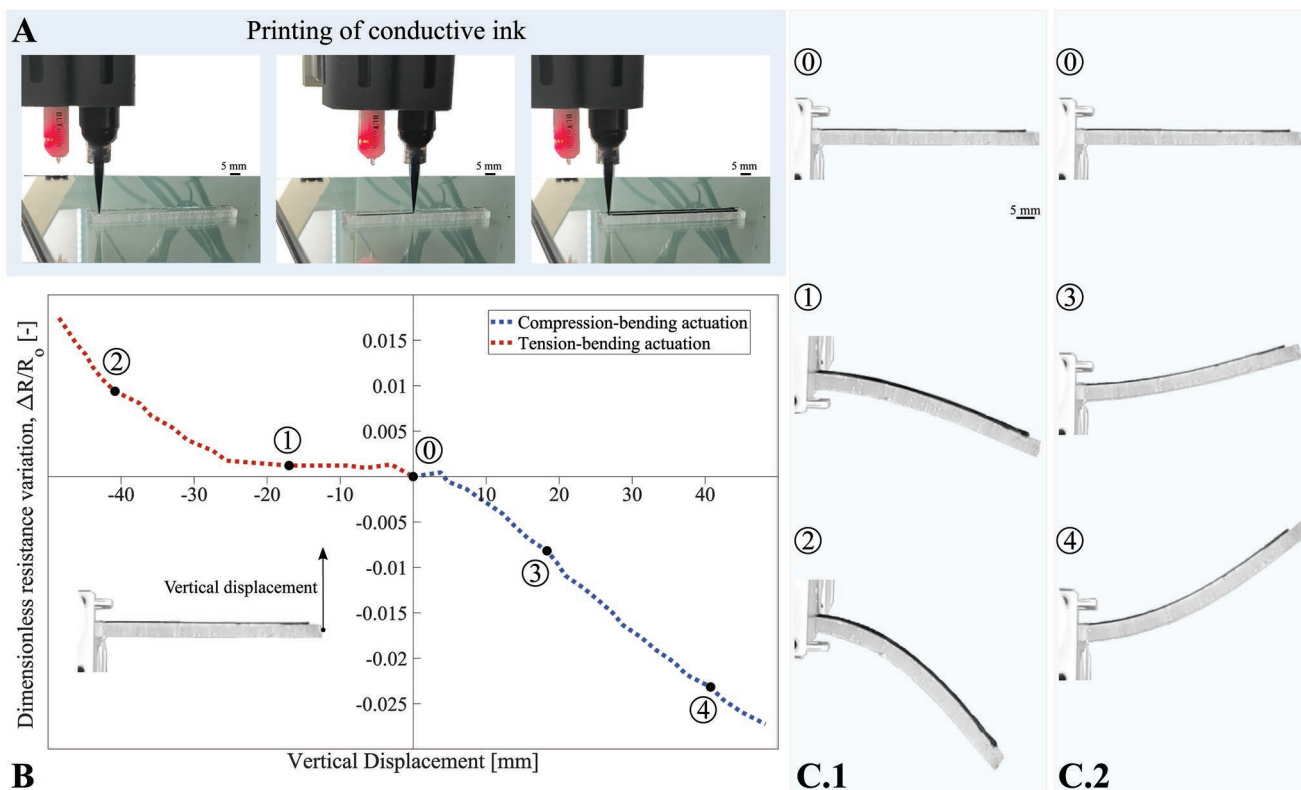 A
Printing of conductive ink
5 mm
5 mm
5 mm
B
Dimensionless resistance variation, ΔR/Ro [-]
0.015
0.01
0.005
-0.005
-0.01
-0.015
-0.02
-0.025
-40
-30
-20
-10
10
20
30
40
Compression-bending actuation
Tension-bending actuation
②
①
⓪
③
④
Vertical displacement
Vertical Displacement [mm]
⓪
5 mm
①
②
C.1
⓪
③
④
C.2